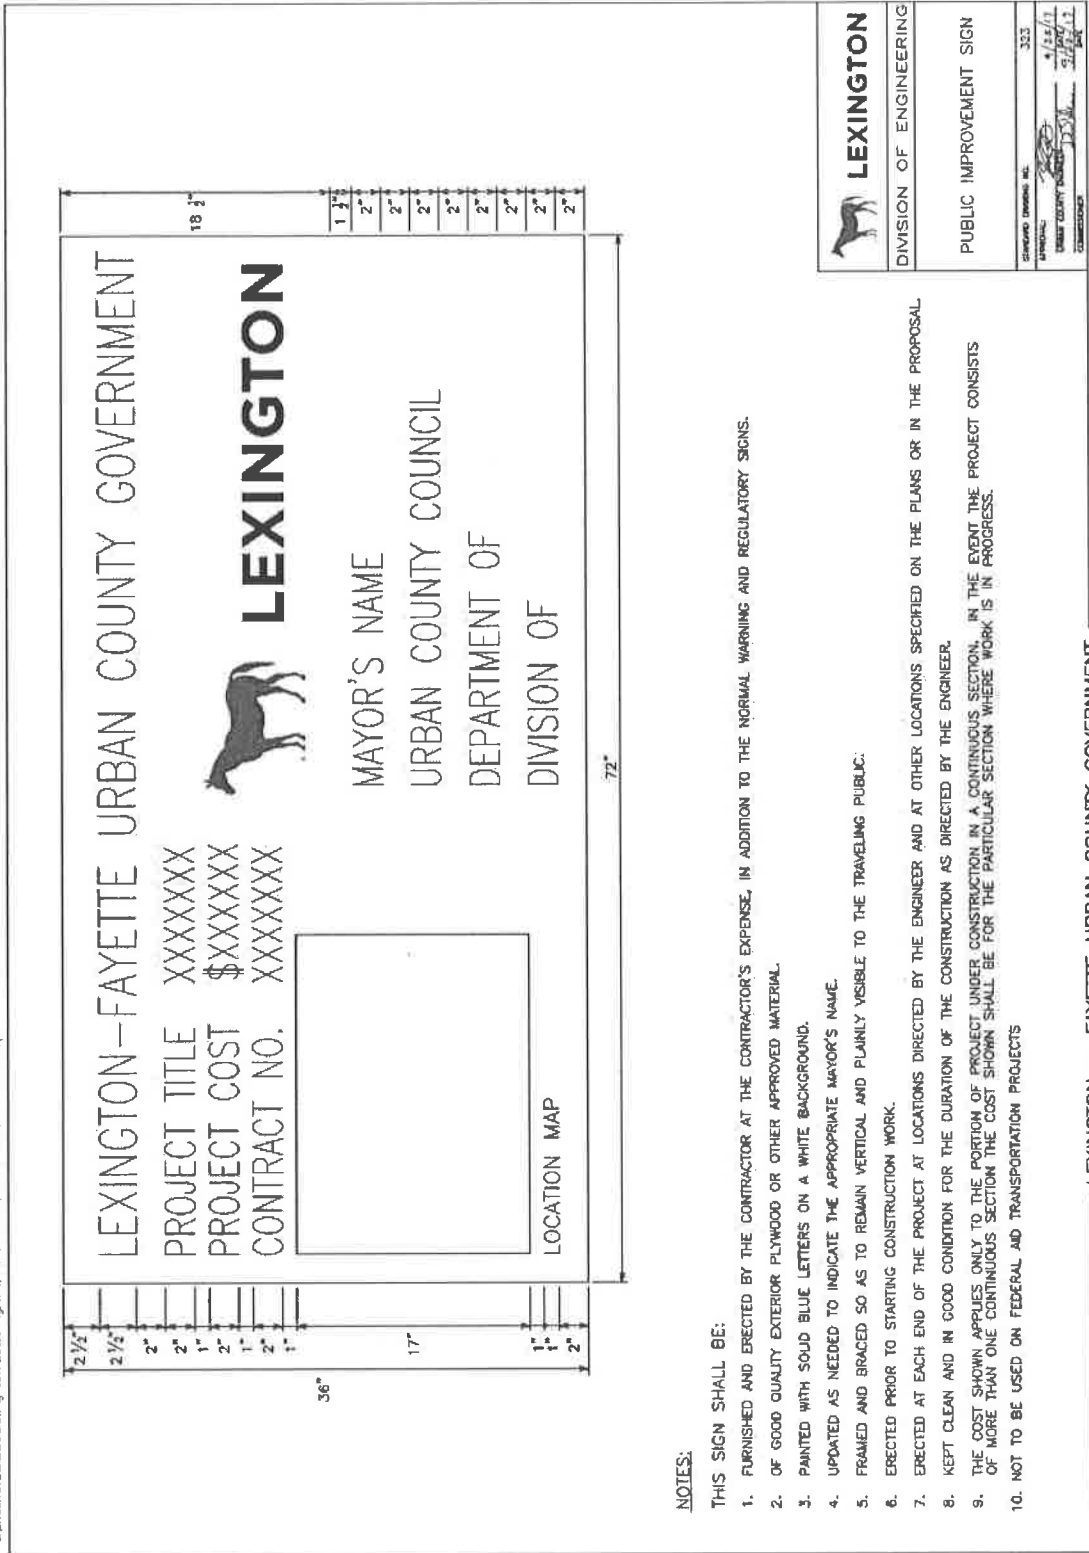 LEXINGTON-FAYETTE URBAN COUNTY GOVERNMENT
PROJECT TITLE XXXXXXX
PROJECT COST $XXXXXX
CONTRACT NO. XXXXXXX
LEXINGTON
MAYOR'S NAME
URBAN COUNTY COUNCIL
DEPARTMENT OF
DIVISION OF
LOCATION MAP
2 ½"
2 ½"
2"
2"
1"
2"
1"
2"
1"
17"
1"
1"
2"
36"
72"
18 ½"
1 ½"
2"
2"
2"
2"
2"
2"
2"
2"
NOTES:
THIS SIGN SHALL BE:
1. FURNISHED AND ERECTED BY THE CONTRACTOR AT THE CONTRACTOR'S EXPENSE, IN ADDITION TO THE NORMAL WARNING AND REGULATORY SIGNS.
2. OF GOOD QUALITY EXTERIOR PLYWOOD OR OTHER APPROVED MATERIAL.
3. PAINTED WITH SOLID BLUE LETTERS ON A WHITE BACKGROUND.
4. UPDATED AS NEEDED TO INDICATE THE APPROPRIATE MAYOR'S NAME.
5. FRAMED AND BRACED SO AS TO REMAIN VERTICAL AND PLAINLY VISIBLE TO THE TRAVELING PUBLIC.
6. ERECTED PRIOR TO STARTING CONSTRUCTION WORK.
7. ERECTED AT EACH END OF THE PROJECT AT LOCATIONS DIRECTED BY THE ENGINEER AND AT OTHER LOCATIONS SPECIFIED ON THE PLANS OR IN THE PROPOSAL.
8. KEPT CLEAN AND IN GOOD CONDITION FOR THE DURATION OF THE CONSTRUCTION AS DIRECTED BY THE ENGINEER.
9. THE COST SHOWN APPLIES ONLY TO THE PORTION OF PROJECT UNDER CONSTRUCTION IN A CONTINUOUS SECTION. IN THE EVENT THE PROJECT CONSISTS
OF MORE THAN ONE CONTINUOUS SECTION THE COST SHOWN SHALL BE FOR THE PARTICULAR SECTION WHERE WORK IS IN PROGRESS.
10. NOT TO BE USED ON FEDERAL AID TRANSPORTATION PROJECTS
LEXINGTON
DIVISION OF ENGINEERING
PUBLIC IMPROVEMENT SIGN
STANDARD DRAWING NO. 323
APPROVAL:
URBAN COUNTY ENGINEER DATE
COMMISSIONER DATE